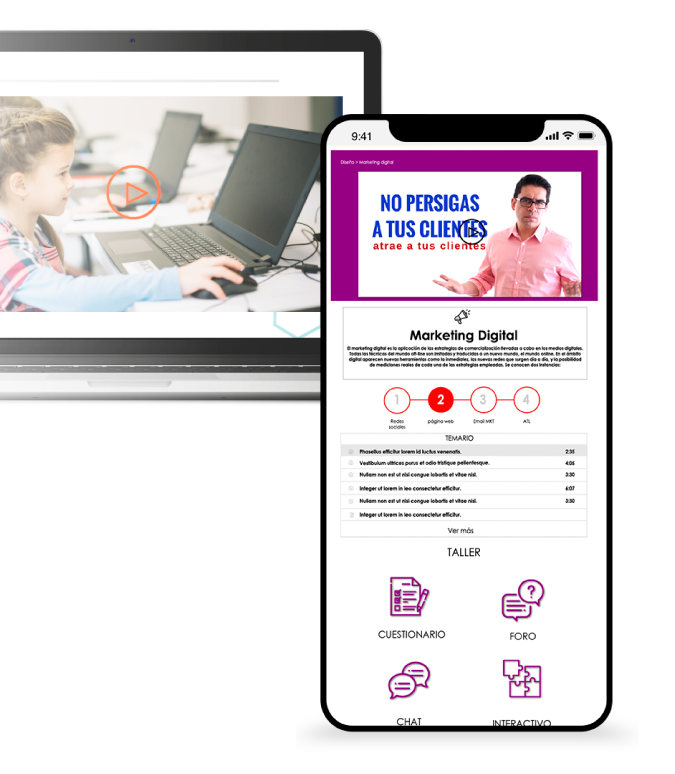 9:41
Diseño > Marketing digital
NO PERSIGAS
A TUS CLIENTES
atrae a tus clientes
Marketing Digital
El marketing digital es la aplicación de las estrategias de comercialización llevadas a cabo en los medios digitales.
Todas las técnicas del mundo off-line son imitadas y traducidas a un nuevo mundo, el mundo online. En el ámbito
digital aparecen nuevas herramientas como la inmediatez, las nuevas redes que surgen día a día, y la posibilidad
de mediciones reales de cada una de las estrategias empleadas. Se conocen dos instancias:
1 2 3 4
Redes sociales página web Email MKT ATL
TEMARIO
Phasellus efficitur lorem id luctus venenatis. 2:35
Vestibulum ultrices purus et odio tristique pellentesque. 4:05
Nullam non est ut nisi congue lobortis et vitae nisl. 3:30
Integer ut lorem in leo consectetur efficitur. 6:07
Nullam non est ut nisi congue lobortis et vitae nisl. 3:50
Integer ut lorem in leo consectetur efficitur.
Ver más
TALLER
CUESTIONARIO FORO
CHAT INTERACTIVO